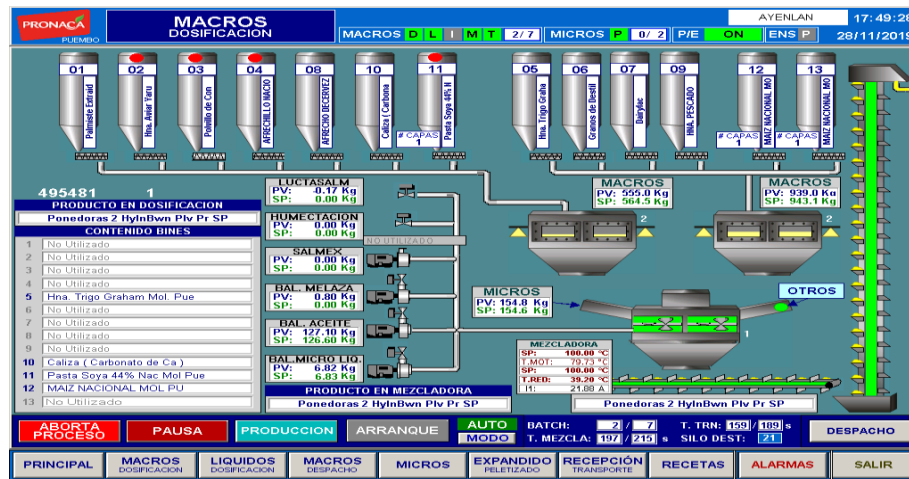 PRONACA
PUEMBO
MACROS
DOSIFICACION
AYENLAN
17:49:28
MACROS D L I M T 2/ 7
MICROS P 0/ 2
P/E ON
ENS P
28/11/2019
01
02
03
04
08
10
11
05
06
07
09
12
13
Palmiste Extraid
Hna. Aviar Yaru
Polvillo de Con
AFRECHILLO NACIO
AFRECHO DECERVEZ
Caliza ( Carbona
Pasta Soya 44% N
Hna. Trigo Graha
Granos de Destil
Dairylac
HNA. PESCADO
MAIZ NACIONAL MO
MAIZ NACIONAL MO
# CAPAS
1
# CAPAS
1
# CAPAS
1
495481 1
PRODUCTO EN DOSIFICACION
Ponedoras 2 HylnBwn Plv Pr SP
CONTENIDO BINES
1 No Utilizado
2 No Utilizado
3 No Utilizado
4 No Utilizado
5 Hna. Trigo Graham Mol. Pue
6 No Utilizado
7 No Utilizado
8 No Utilizado
9 No Utilizado
10 Caliza ( Carbonato de Ca )
11 Pasta Soya 44% Nac Mol Pue
12 MAIZ NACIONAL MOL PU
13 No Utilizado
LUCTASALM
PV: -0.17 Kg
SP: 0.00 Kg
HUMECTACION
PV: 0.00 Kg
SP: 0.00 Kg
NO UTILIZADO
SALMEX
PV: 0.00 Kg
SP: 0.00 Kg
BAL. MELAZA
PV: 0.80 Kg
SP: 0.00 Kg
BAL. ACEITE
PV: 127.10 Kg
SP: 126.60 Kg
BAL.MICRO LIQ.
PV: 6.82 Kg
SP: 6.83 Kg
MACROS
PV: 555.0 Kg
SP: 564.5 Kg
2
MACROS
PV: 939.0 Kg
SP: 943.1 Kg
2
MICROS
PV: 154.8 Kg
SP: 154.6 Kg
OTROS
1
MEZCLADORA
SP: 100.00 °C
T.MOT: 79.73 °C
SP: 100.00 °C
T.RED: 39.20 °C
I1: 21.00 A
PRODUCTO EN MEZCLADORA
Ponedoras 2 HylnBwn Plv Pr SP
Ponedoras 2 HylnBwn Plv Pr SP
ABORTA
PROCESO
PAUSA
PRODUCCION
ARRANQUE
AUTO
MODO
BATCH: 2 / 7
T. TRN: 159 / 189 s
T. MEZCLA: 197 / 215 s
SILO DEST: 21
DESPACHO
PRINCIPAL
MACROS
DOSIFICACION
LIQUIDOS
DOSIFICACION
MACROS
DESPACHO
MICROS
EXPANDIDO
PELETIZADO
RECEPCIÓN
TRANSPORTE
RECETAS
ALARMAS
SALIR